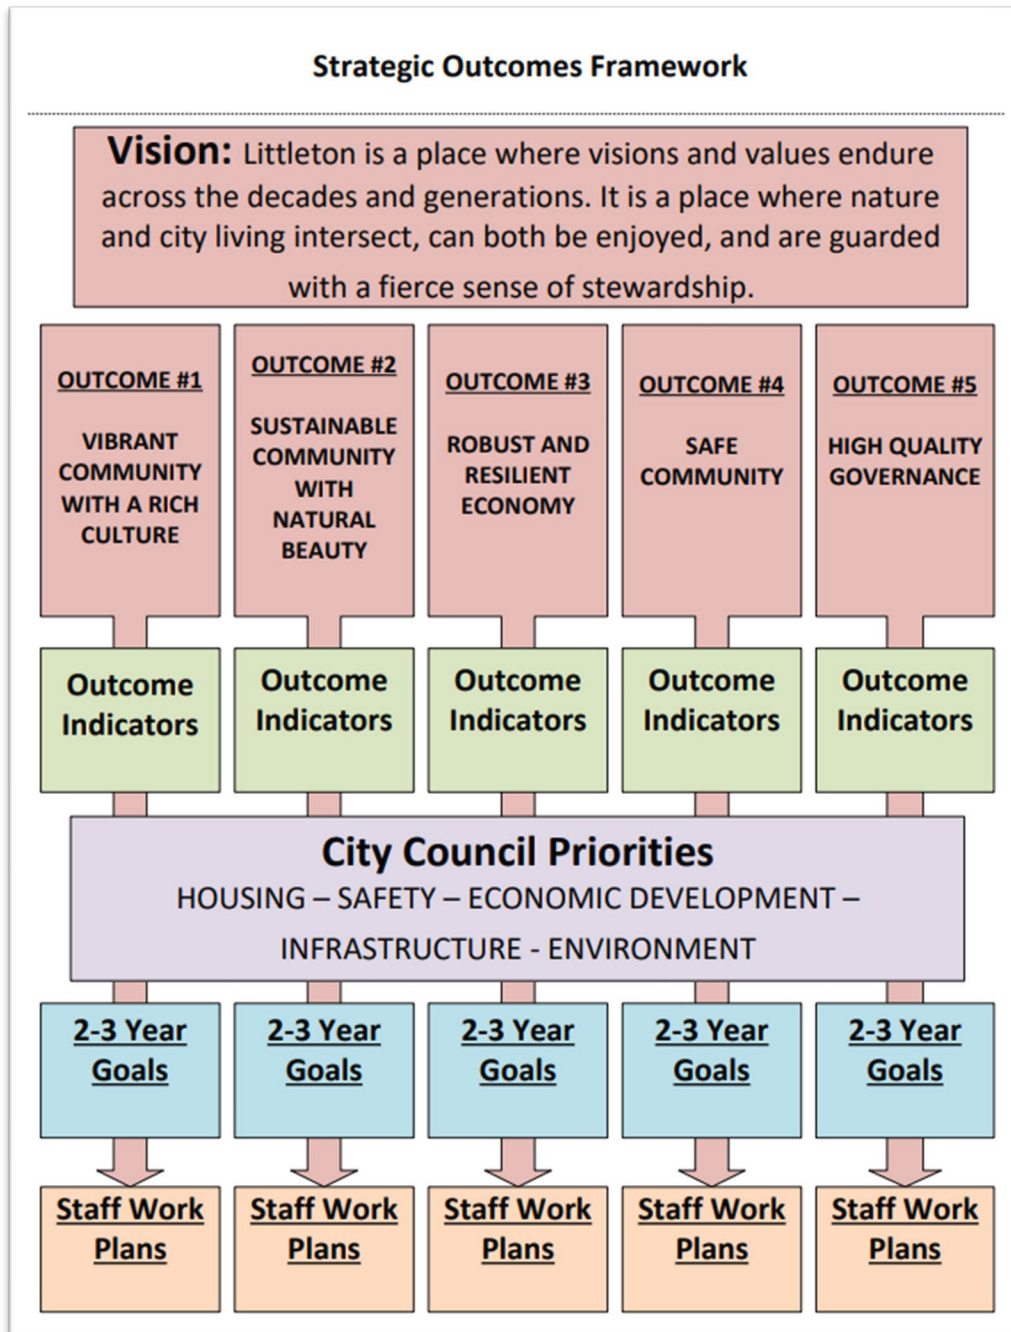 Strategic Outcomes Framework
Vision: Littleton is a place where visions and values endure
across the decades and generations. It is a place where nature
and city living intersect, can both be enjoyed, and are guarded
with a fierce sense of stewardship.
OUTCOME #1
VIBRANT
COMMUNITY
WITH A RICH
CULTURE
OUTCOME #2
SUSTAINABLE
COMMUNITY
WITH
NATURAL
BEAUTY
OUTCOME #3
ROBUST AND
RESILIENT
ECONOMY
OUTCOME #4
SAFE
COMMUNITY
OUTCOME #5
HIGH QUALITY
GOVERNANCE
Outcome
Indicators
Outcome
Indicators
Outcome
Indicators
Outcome
Indicators
Outcome
Indicators
City Council Priorities
HOUSING – SAFETY – ECONOMIC DEVELOPMENT –
INFRASTRUCTURE - ENVIRONMENT
2-3 Year
Goals
2-3 Year
Goals
2-3 Year
Goals
2-3 Year
Goals
2-3 Year
Goals
Staff Work
Plans
Staff Work
Plans
Staff Work
Plans
Staff Work
Plans
Staff Work
Plans